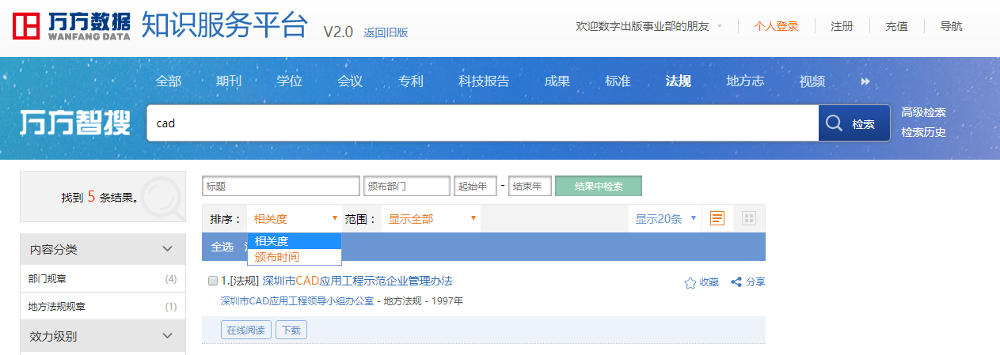 万方数据 知识服务平台 V2.0 返回旧版 欢迎数字出版事业部的朋友 个人登录 注册 充值 导航
WANFANG DATA
全部 期刊 学位 会议 专利 科技报告 成果 标准 法规 地方志 视频
万方智搜 cad 检索 高级检索
检索历史
找到 5 条结果。
标题 颁布部门 起始年 - 结束年 结果中检索
排序： 相关度 范围： 显示全部 显示20条
相关度
颁布时间
全选
内容分类
部门规章 (4)
地方法规规章 (1)
效力级别
1.[法规] 深圳市CAD应用工程示范企业管理办法 收藏 分享
深圳市CAD应用工程领导小组办公室 - 地方法规 - 1997年
在线阅读 下载